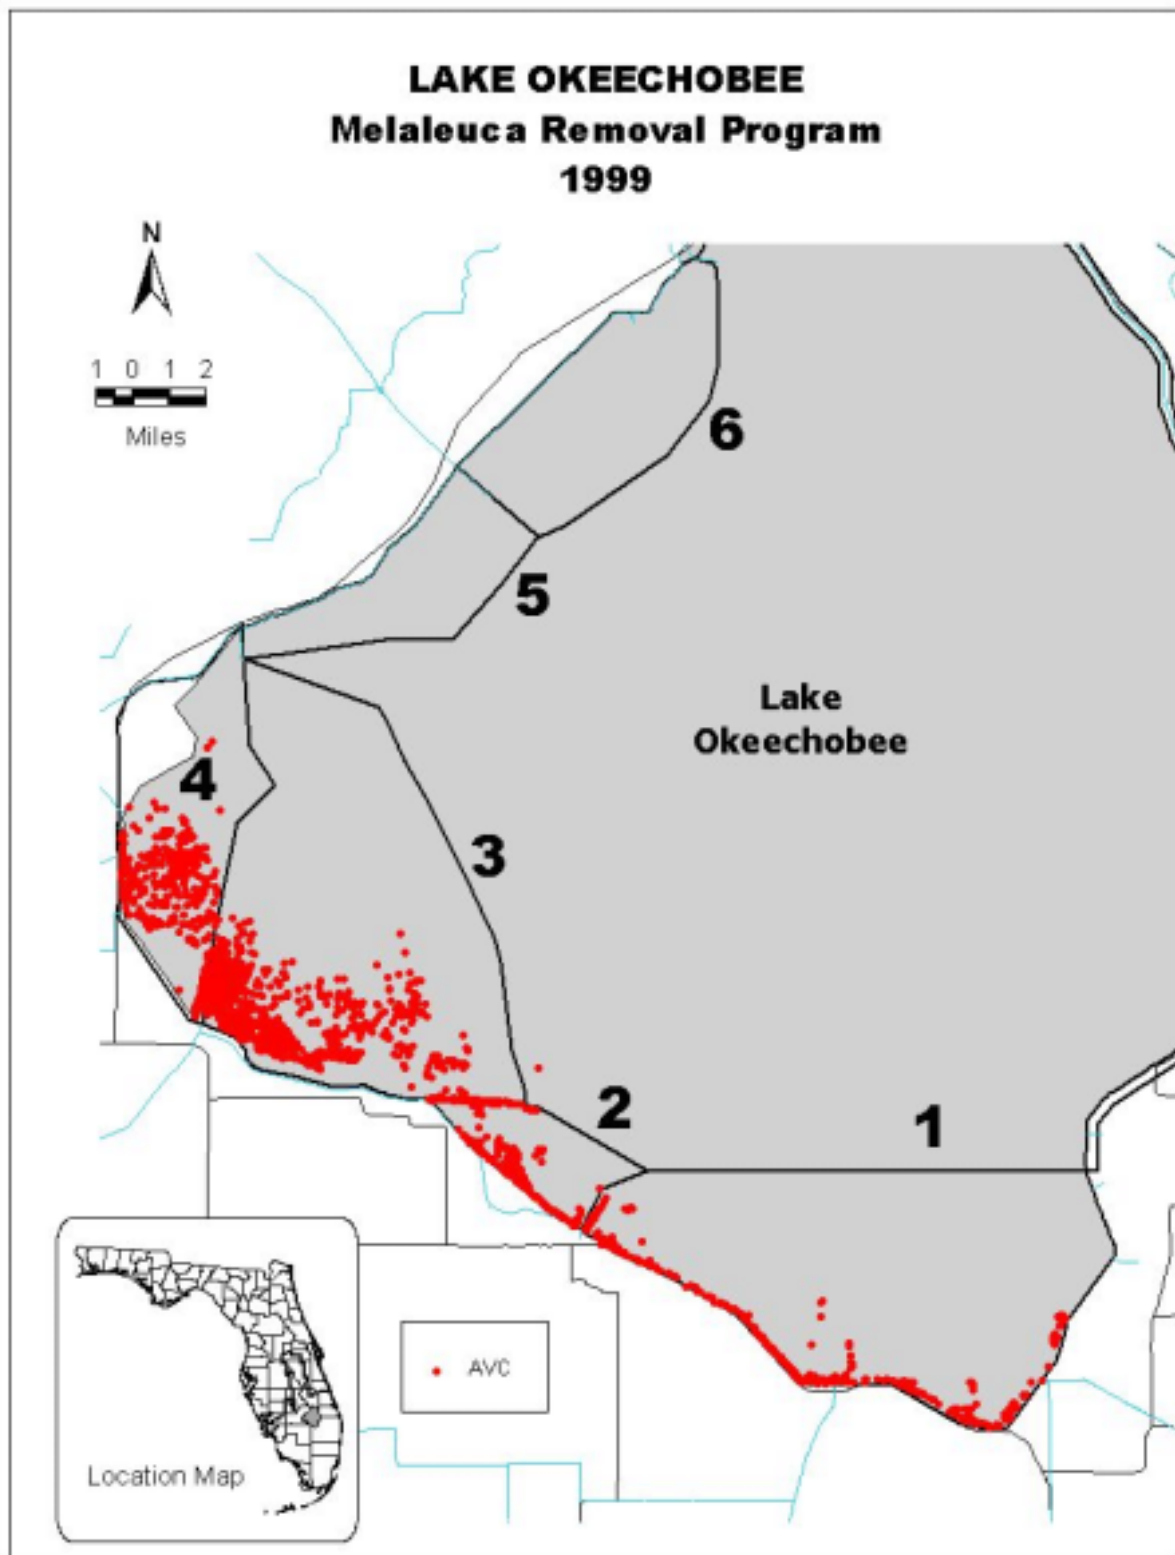 LAKE OKEECHOBEE
Melaleuca Removal Program
1999
N
1 0 1 2
Miles
6
5
Lake
Okeechobee
4
3
2
1
AVC
Location Map